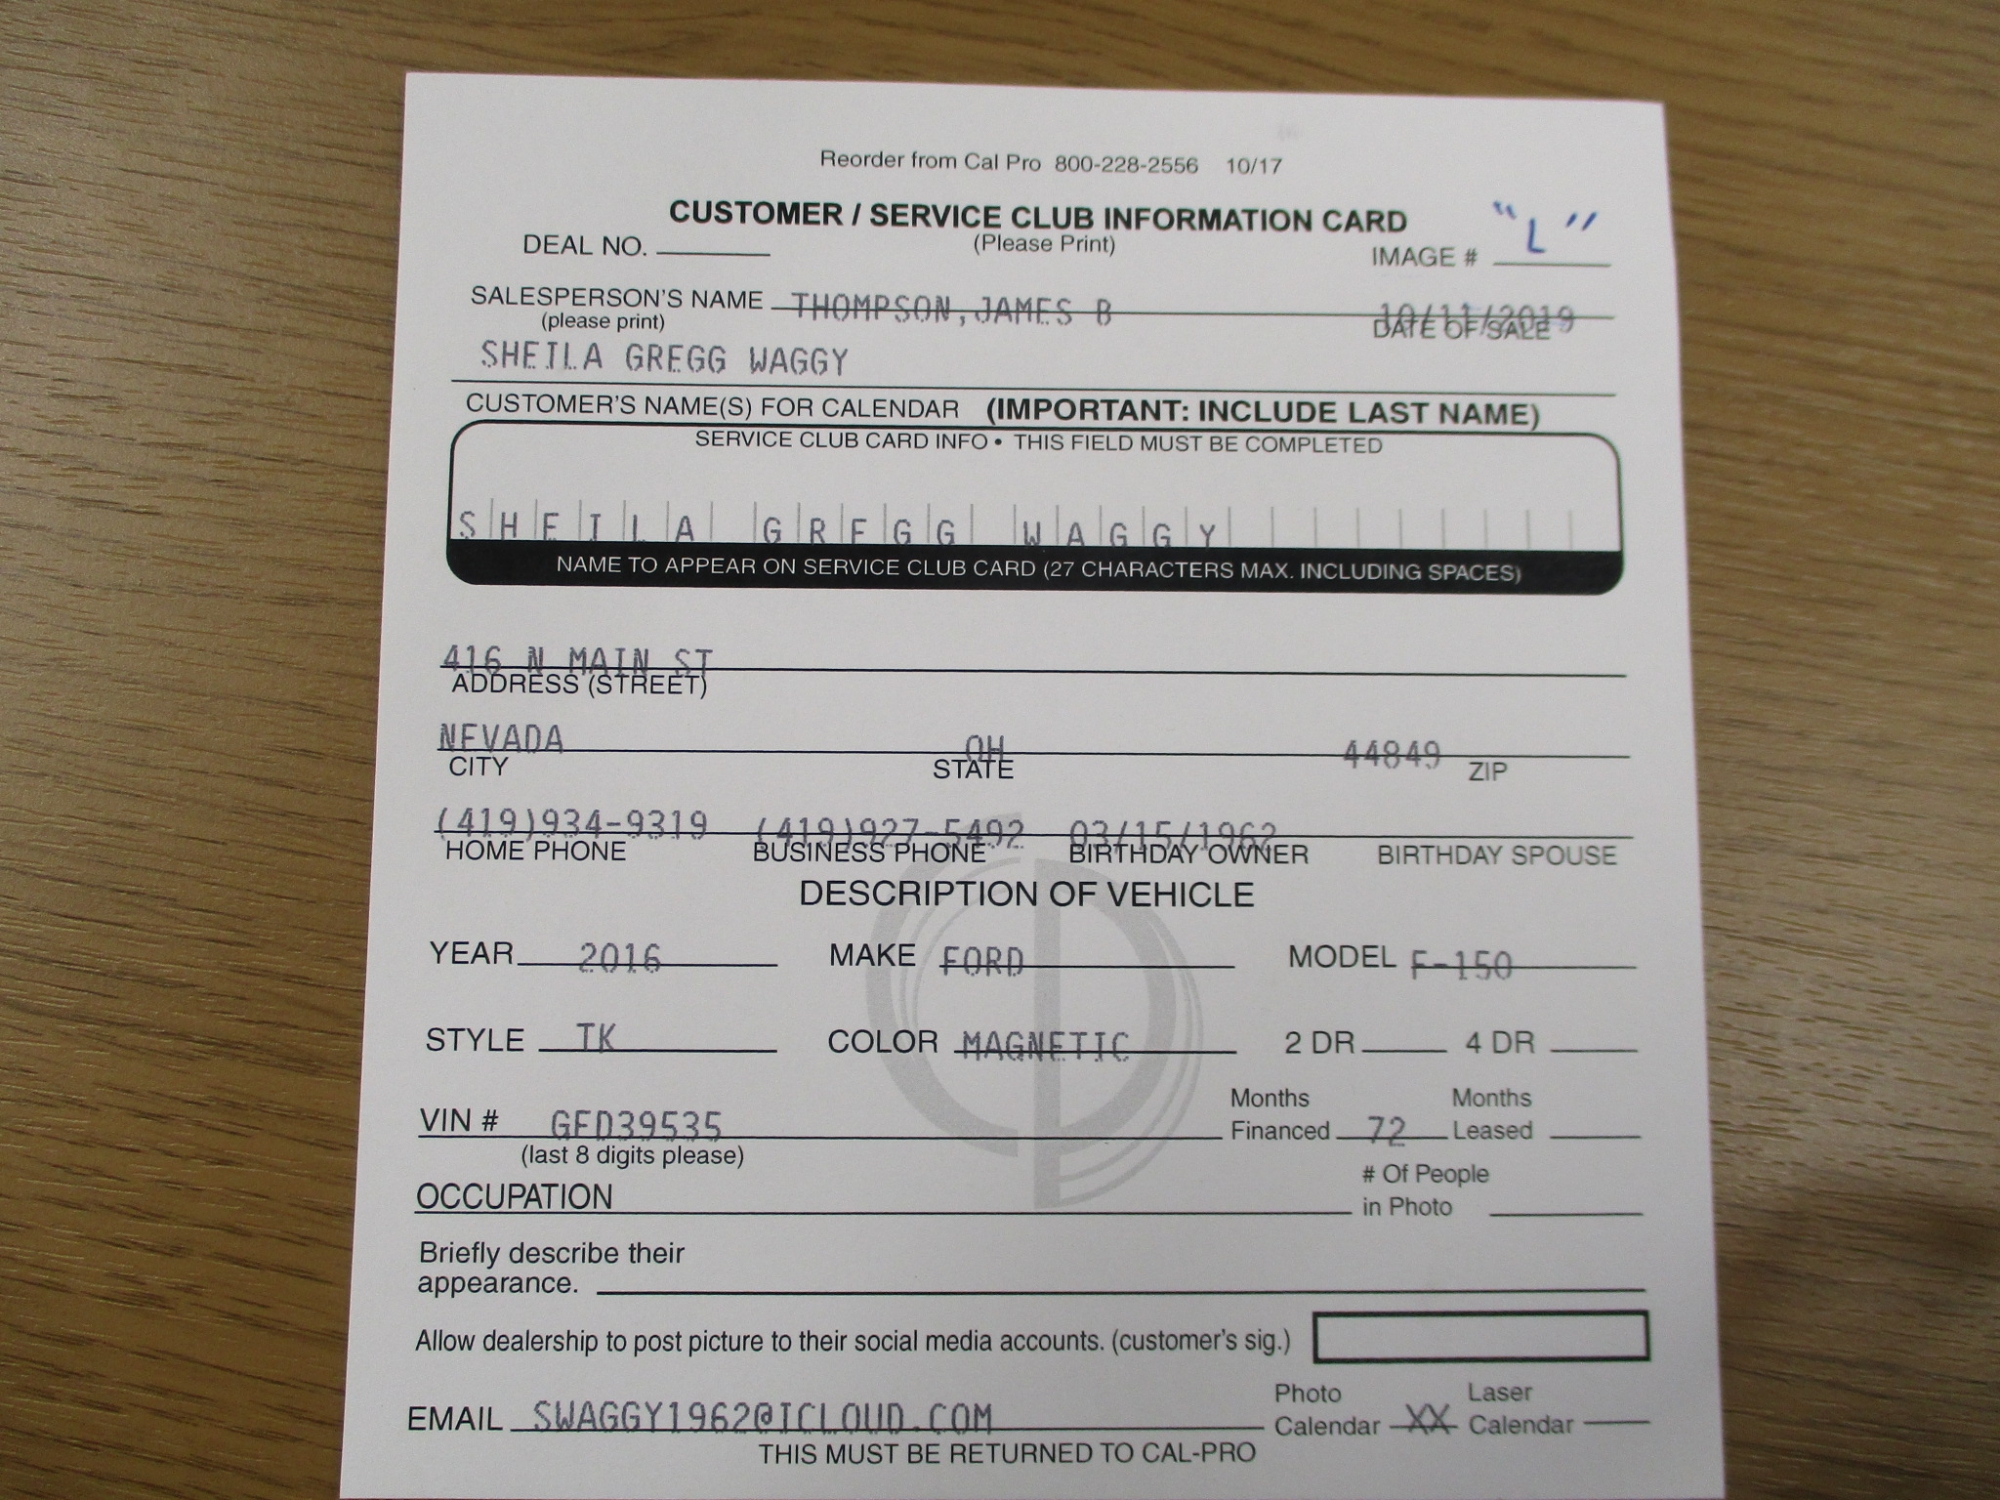 Reorder from Cal Pro 800-228-2556 10/17
CUSTOMER / SERVICE CLUB INFORMATION CARD
DEAL NO. (Please Print) IMAGE # "L"
SALESPERSON'S NAME THOMPSON,JAMES B 10/11/2019
(please print) DATE OF SALE
SHEILA GREGG WAGGY
CUSTOMER'S NAME(S) FOR CALENDAR (IMPORTANT: INCLUDE LAST NAME)
SERVICE CLUB CARD INFO • THIS FIELD MUST BE COMPLETED
SHEILA GREGG WAGGY
NAME TO APPEAR ON SERVICE CLUB CARD (27 CHARACTERS MAX. INCLUDING SPACES)
416 N MAIN ST
ADDRESS (STREET)
NEVADA OH 44849
CITY STATE ZIP
(419)934-9319 (419)927-5492 03/15/1962
HOME PHONE BUSINESS PHONE BIRTHDAY OWNER BIRTHDAY SPOUSE
DESCRIPTION OF VEHICLE
YEAR 2016 MAKE FORD MODEL F-150
STYLE TK COLOR MAGNETIC 2 DR 4 DR
Months Months
VIN # GFD39535 Financed 72 Leased
(last 8 digits please)
# Of People
OCCUPATION in Photo
Briefly describe their
appearance.
Allow dealership to post picture to their social media accounts. (customer's sig.)
Photo Laser
EMAIL SWAGGY1962@ICLOUD.COM Calendar XX Calendar
THIS MUST BE RETURNED TO CAL-PRO